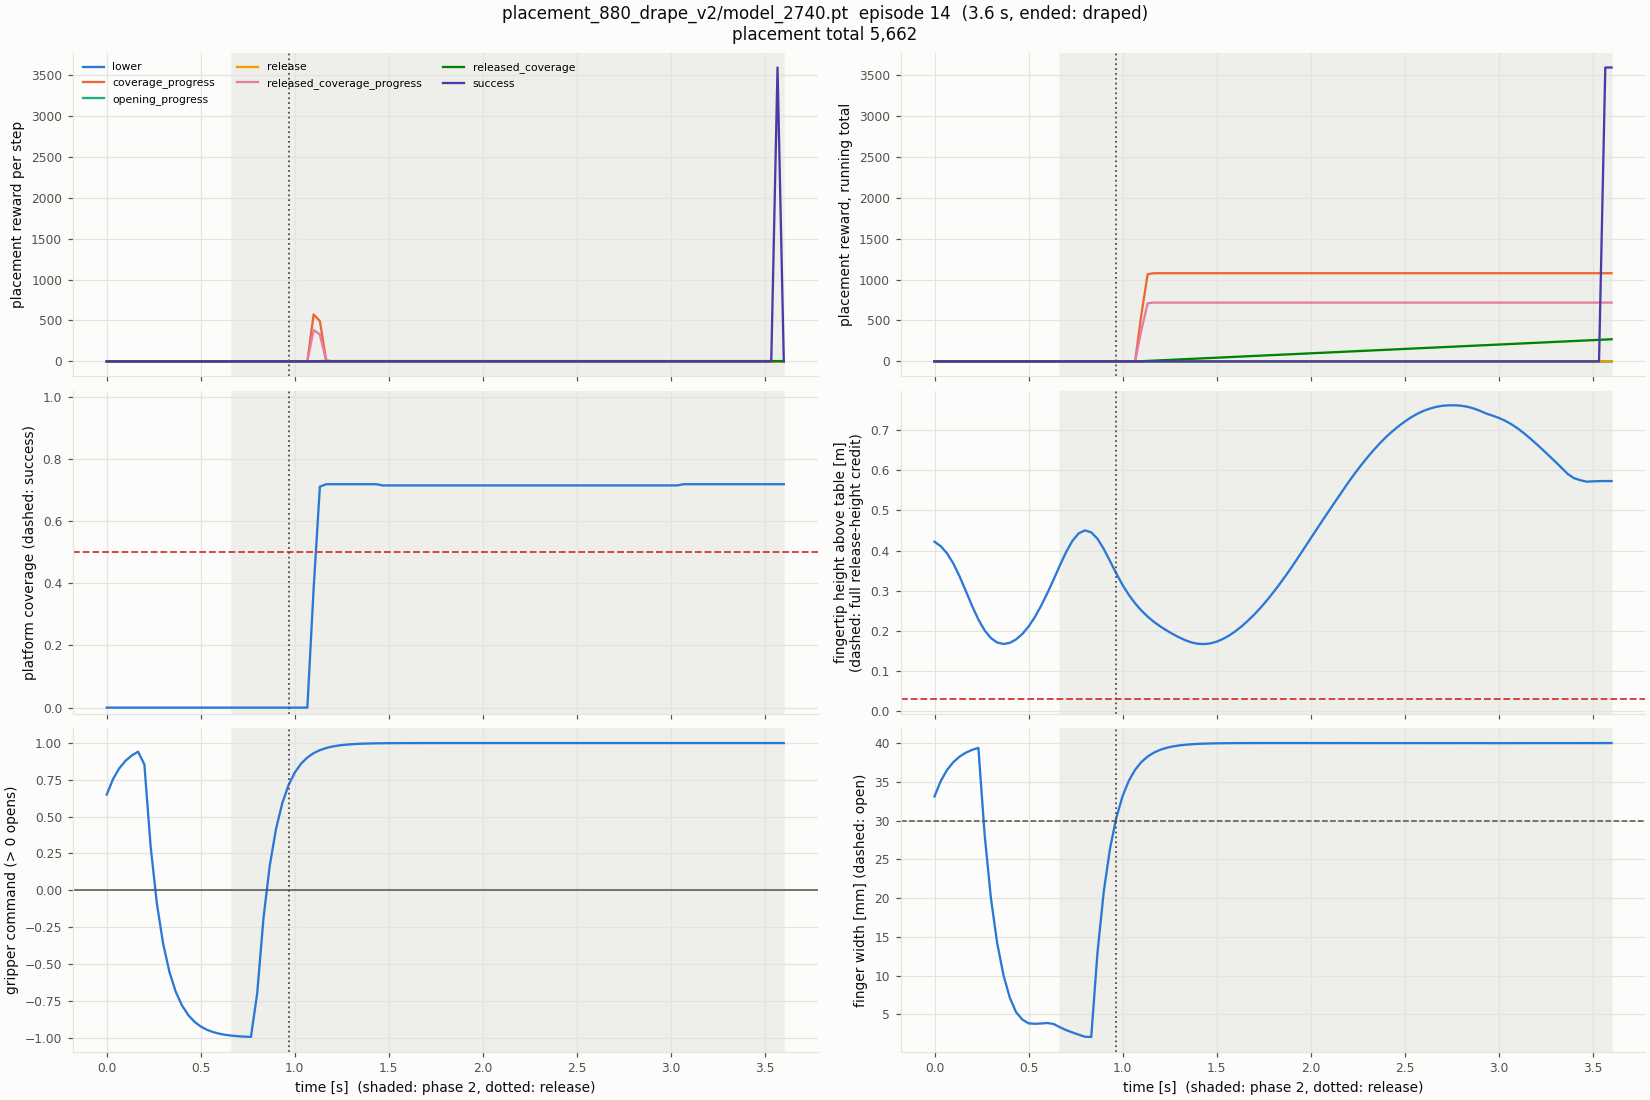 placement_880_drape_v2/model_2740.pt  episode 14  (3.6 s, ended: draped)
placement total 5,662
placement reward per step
3500
3000
2500
2000
1500
1000
500
0
lower
coverage_progress
opening_progress
release
released_coverage_progress
released_coverage
success
placement reward, running total
3500
3000
2500
2000
1500
1000
500
0
platform coverage (dashed: success)
1.0
0.8
0.6
0.4
0.2
0.0
fingertip height above table [m]
(dashed: full release-height credit)
0.7
0.6
0.5
0.4
0.3
0.2
0.1
0.0
gripper command (> 0 opens)
1.00
0.75
0.50
0.25
0.00
−0.25
−0.50
−0.75
−1.00
0.0 0.5 1.0 1.5 2.0 2.5 3.0 3.5
time [s]  (shaded: phase 2, dotted: release)
finger width [mm] (dashed: open)
40
35
30
25
20
15
10
5
0.0 0.5 1.0 1.5 2.0 2.5 3.0 3.5
time [s]  (shaded: phase 2, dotted: release)